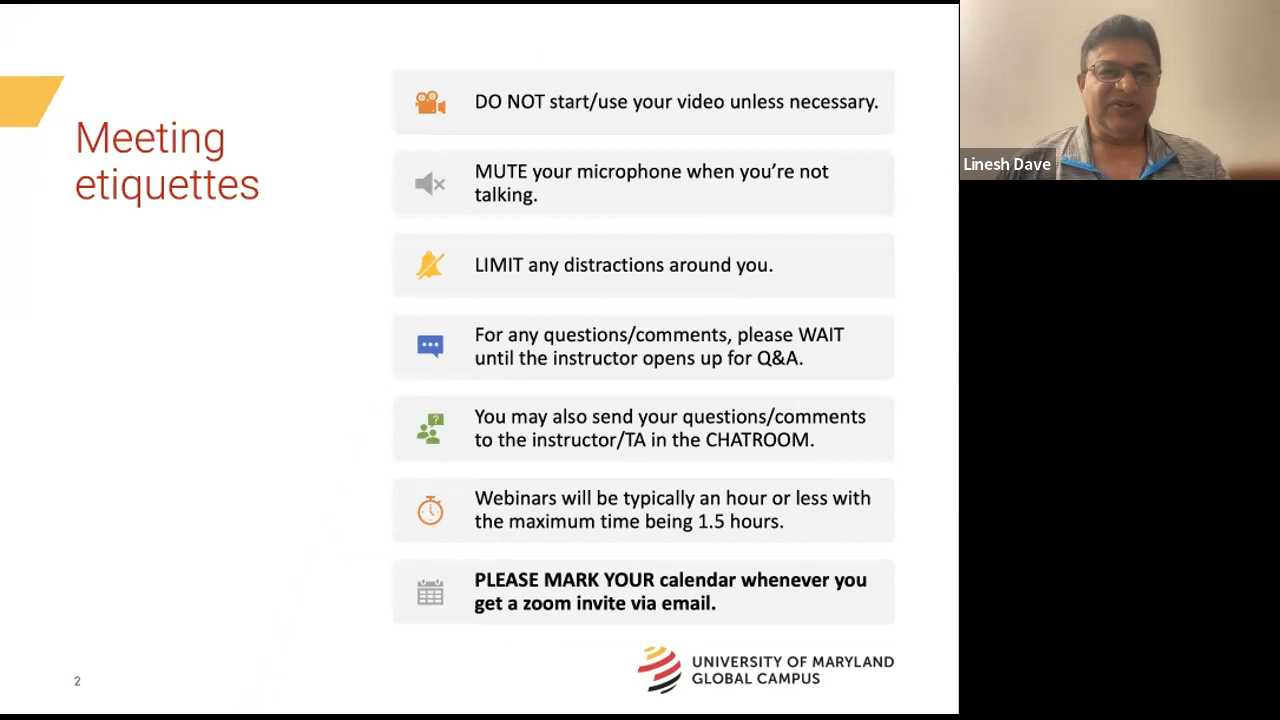 Meeting
etiquettes
DO NOT start/use your video unless necessary.
MUTE your microphone when you’re not
talking.
LIMIT any distractions around you.
For any questions/comments, please WAIT
until the instructor opens up for Q&A.
You may also send your questions/comments
to the instructor/TA in the CHATROOM.
Webinars will be typically an hour or less with
the maximum time being 1.5 hours.
PLEASE MARK YOUR calendar whenever you
get a zoom invite via email.
2
UNIVERSITY OF MARYLAND
GLOBAL CAMPUS
Linesh Dave